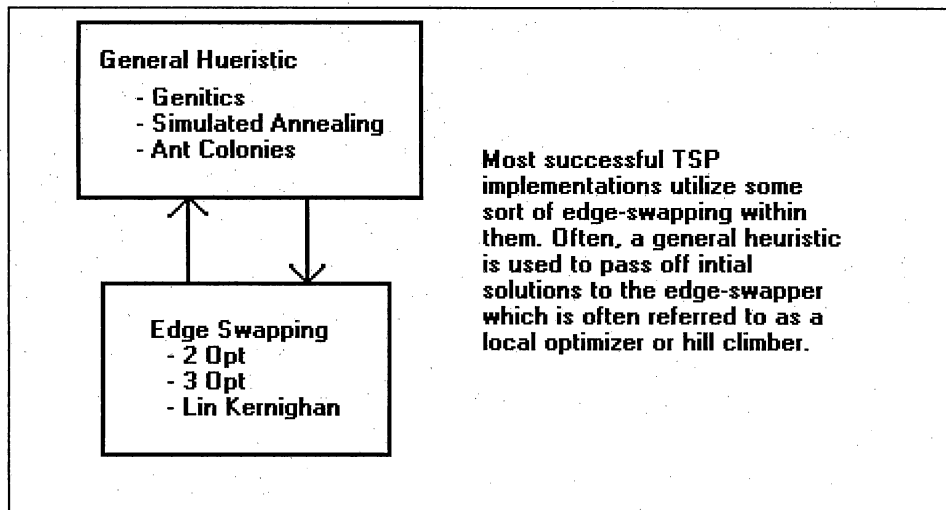 General Hueristic
- Genitics
- Simulated Annealing
- Ant Colonies
Most successful TSP
implementations utilize some
sort of edge-swapping within
them. Often, a general heuristic
is used to pass off intial
solutions to the edge-swapper
which is often referred to as a
local optimizer or hill climber.
Edge Swapping
- 2 Opt
- 3 Opt
- Lin Kernighan